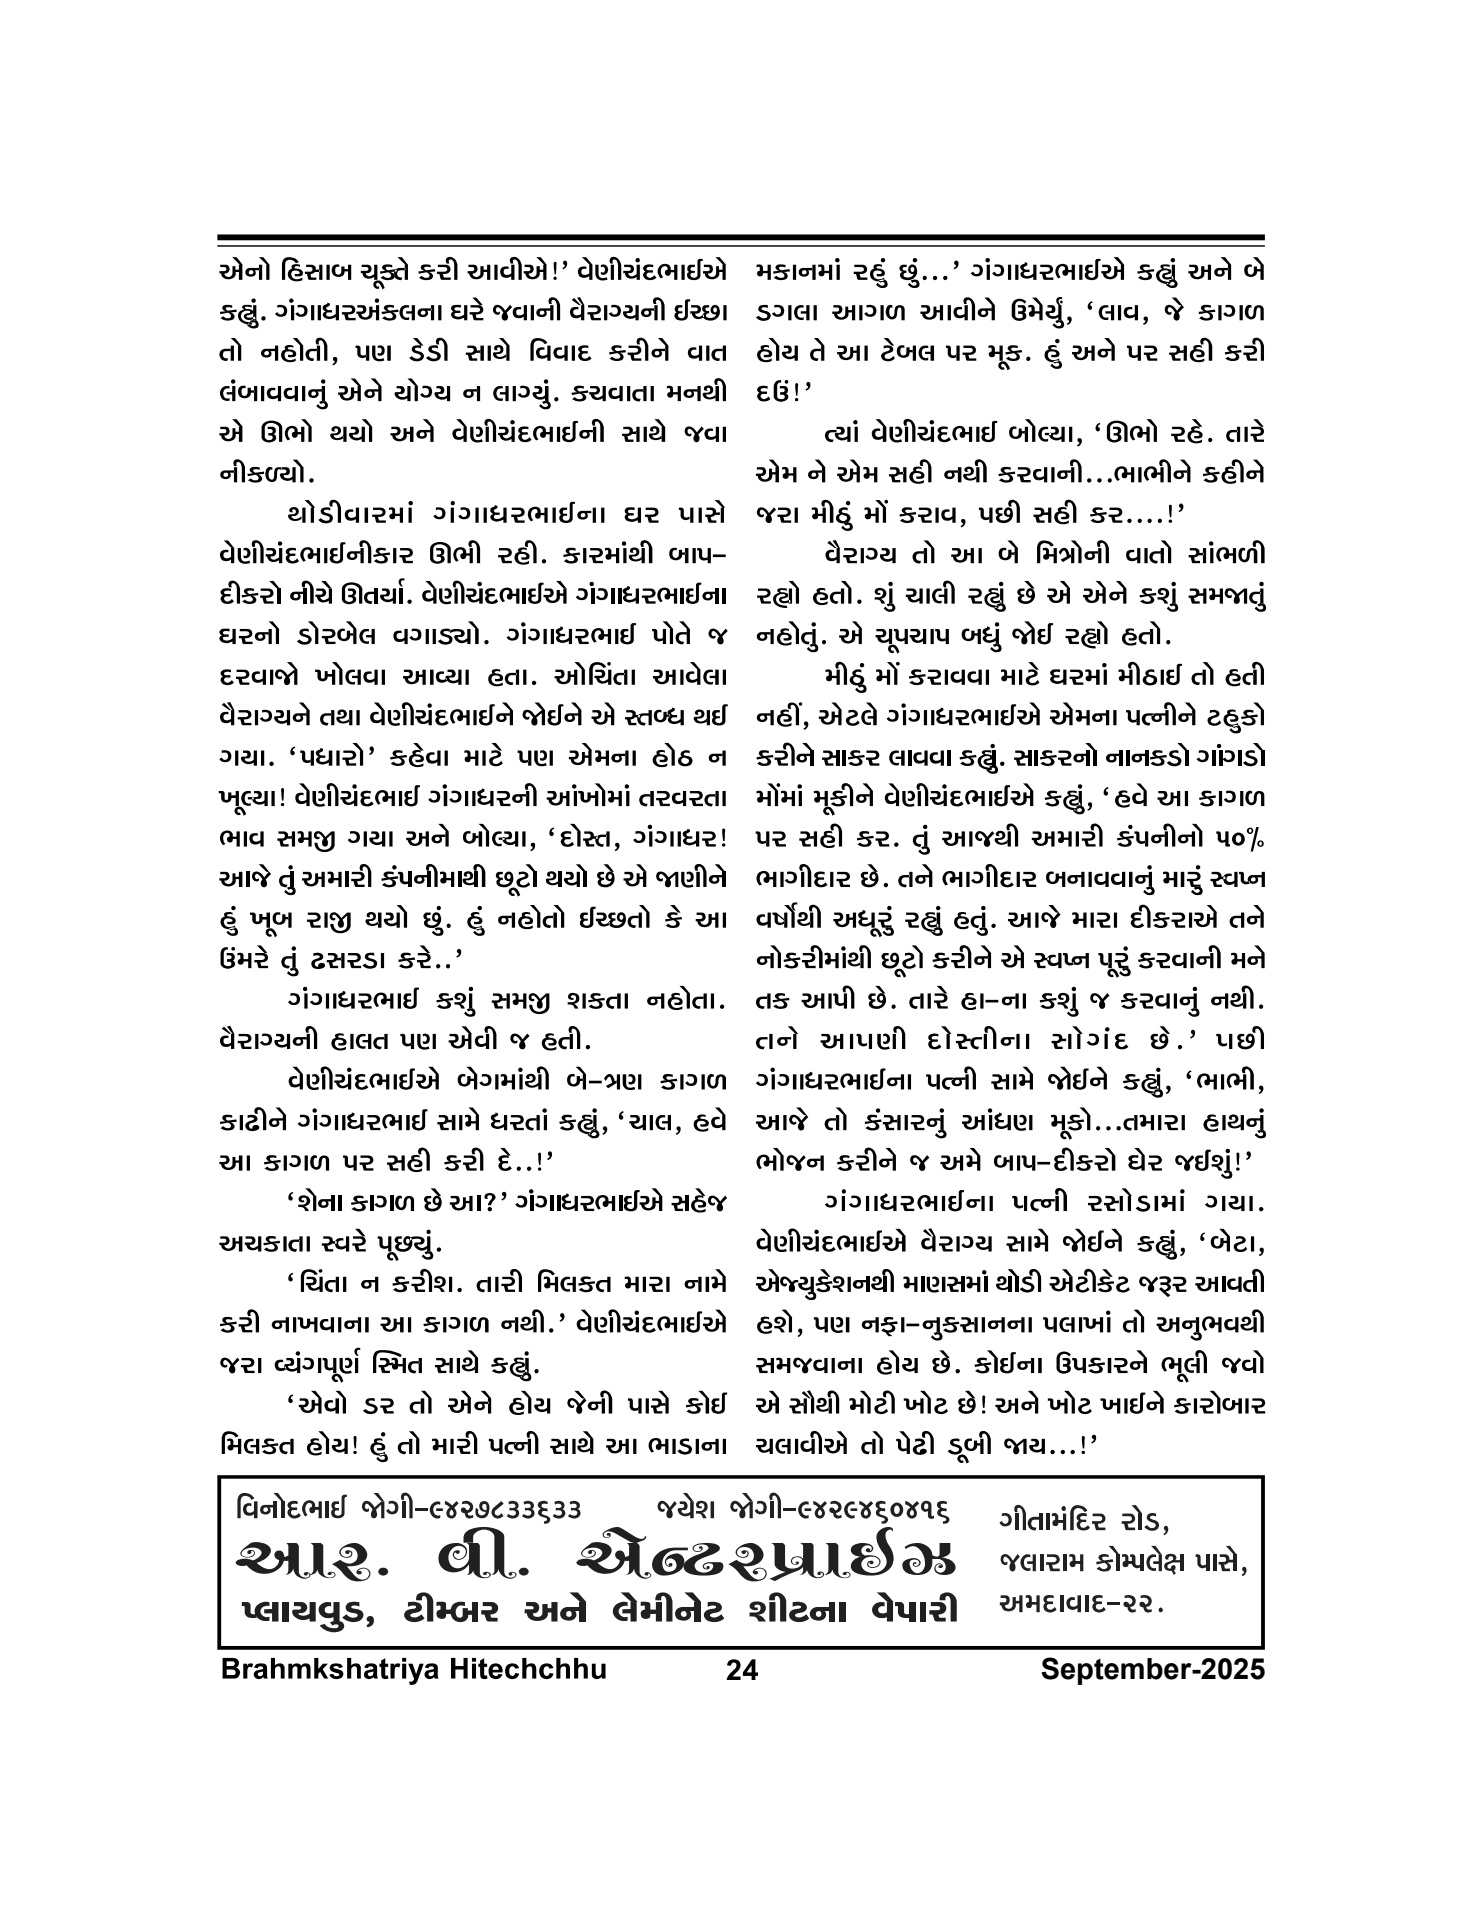 એનો હિસાબ ચૂક્તે કરી આવીએ!’ વેણીચંદભાઈએ
કહ્યું. ગંગાધરઅંકલના ઘરે જવાની વૈરાગ્યની ઈચ્છા
તો નહોતી, પણ ડેડી સાથે વિવાદ કરીને વાત
લંબાવવાનું એને યોગ્ય ન લાગ્યું. કચવાતા મનથી
એ ઊભો થયો અને વેણીચંદભાઈની સાથે જવા
નીકળ્યો.
થોડીવારમાં ગંગાધરભાઈના ઘર પાસે
વેણીચંદભાઈનીકાર ઊભી રહી. કારમાંથી બાપ–
દીકરો નીચે ઊતર્યા. વેણીચંદભાઈએ ગંગાધરભાઈના
ઘરનો ડોરબેલ વગાડ્યો. ગંગાધરભાઈ પોતે જ
દરવાજો ખોલવા આવ્યા હતા. ઓચિંતા આવેલા
વૈરાગ્યને તથા વેણીચંદભાઈને જોઈને એ સ્તબ્ધ થઈ
ગયા. ‘પધારો’ કહેવા માટે પણ એમના હોઠ ન
ખૂલ્યા! વેણીચંદભાઈ ગંગાધરની આંખોમાં તરવરતા
ભાવ સમજી ગયા અને બોલ્યા, ‘દોસ્ત, ગંગાધર!
આજે તું અમારી કંપનીમાથી છૂટો થયો છે એ જાણીને
હું ખૂબ રાજી થયો છું. હું નહોતો ઈચ્છતો કે આ
ઉંમરે તું ઢસરડા કરે..’
ગંગાધરભાઈ કશું સમજી શકતા નહોતા.
વૈરાગ્યની હાલત પણ એવી જ હતી.
વેણીચંદભાઈએ બેગમાંથી બે–ત્રણ કાગળ
કાઢીને ગંગાધરભાઈ સામે ધરતાં કહ્યું, ‘ચાલ, હવે
આ કાગળ પર સહી કરી દે..!’
‘શેના કાગળ છે આ?’ ગંગાધરભાઈએ સહેજ
અચકાતા સ્વરે પૂછ્યું.
‘ચિંતા ન કરીશ. તારી મિલકત મારા નામે
કરી નાખવાના આ કાગળ નથી.’ વેણીચંદભાઈએ
જરા વ્યંગપૂર્ણ સ્મિત સાથે કહ્યું.
‘એવો ડર તો એને હોય જેની પાસે કોઈ
મિલકત હોય! હું તો મારી પત્ની સાથે આ ભાડાના
મકાનમાં રહું છું...’ ગંગાધરભાઈએ કહ્યું અને બે
ડગલા આગળ આવીને ઉમેર્યું, ‘લાવ, જે કાગળ
હોય તે આ ટેબલ પર મૂક. હું અને પર સહી કરી
દઉં!’
ત્યાં વેણીચંદભાઈ બોલ્યા, ‘ઊભો રહે. તારે
એમ ને એમ સહી નથી કરવાની...ભાભીને કહીને
જરા મીઠું મોં કરાવ, પછી સહી કર....!’
વૈરાગ્ય તો આ બે મિત્રોની વાતો સાંભળી
રહ્યો હતો. શું ચાલી રહ્યું છે એ એને કશું સમજાતું
નહોતું. એ ચૂપચાપ બધું જોઈ રહ્યો હતો.
મીઠું મોં કરાવવા માટે ઘરમાં મીઠાઈ તો હતી
નહીં, એટલે ગંગાધરભાઈએ એમના પત્નીને ટહુકો
કરીને સાકર લાવવા કહ્યું. સાકરનો નાનકડો ગાંગડો
મોંમાં મૂકીને વેણીચંદભાઈએ કહ્યું, ‘હવે આ કાગળ
પર સહી કર. તું આજથી અમારી કંપનીનો ૫૦%
ભાગીદાર છે. તને ભાગીદાર બનાવવાનું મારું સ્વપ્ન
વર્ષોથી અધૂરું રહ્યું હતું. આજે મારા દીકરાએ તને
નોકરીમાંથી છૂટો કરીને એ સ્વપ્ન પૂરું કરવાની મને
તક આપી છે. તારે હા–ના કશું જ કરવાનું નથી.
તને આપણી દોસ્તીના સોગંદ છે.’ પછી
ગંગાધરભાઈના પત્ની સામે જોઈને કહ્યું, ‘ભાભી,
આજે તો કંસારનું આંધણ મૂકો...તમારા હાથનું
ભોજન કરીને જ અમે બાપ–દીકરો ઘેર જઈશું!’
ગંગાધરભાઈના પત્ની રસોડામાં ગયા.
વેણીચંદભાઈએ વૈરાગ્ય સામે જોઈને કહ્યું, ‘બેટા,
એજ્યુકેશનથી માણસમાં થોડી એટીકેટ જરૂર આવતી
હશે, પણ નફા–નુકસાનના પલાખાં તો અનુભવથી
સમજવાના હોય છે. કોઈના ઉપકારને ભૂલી જવો
એ સૌથી મોટી ખોટ છે! અને ખોટ ખાઈને કારોબાર
ચલાવીએ તો પેઢી ડૂબી જાય...!’
વિનોદભાઈ જોગી–૯૪૨૭૮૩૩૬૩૩ જયેશ જોગી–૯૪૨૯૪૬૦૪૧૬
આર. વી. એન્ટરપ્રાઈઝ
પ્લાયવુડ, ટીમ્બર અને લેમીનેટ શીટના વેપારી
ગીતામંદિર રોડ,
જલારામ કોમ્પલેક્ષ પાસે,
અમદાવાદ–૨૨.
Brahmkshatriya Hitechchhu 24 September-2025